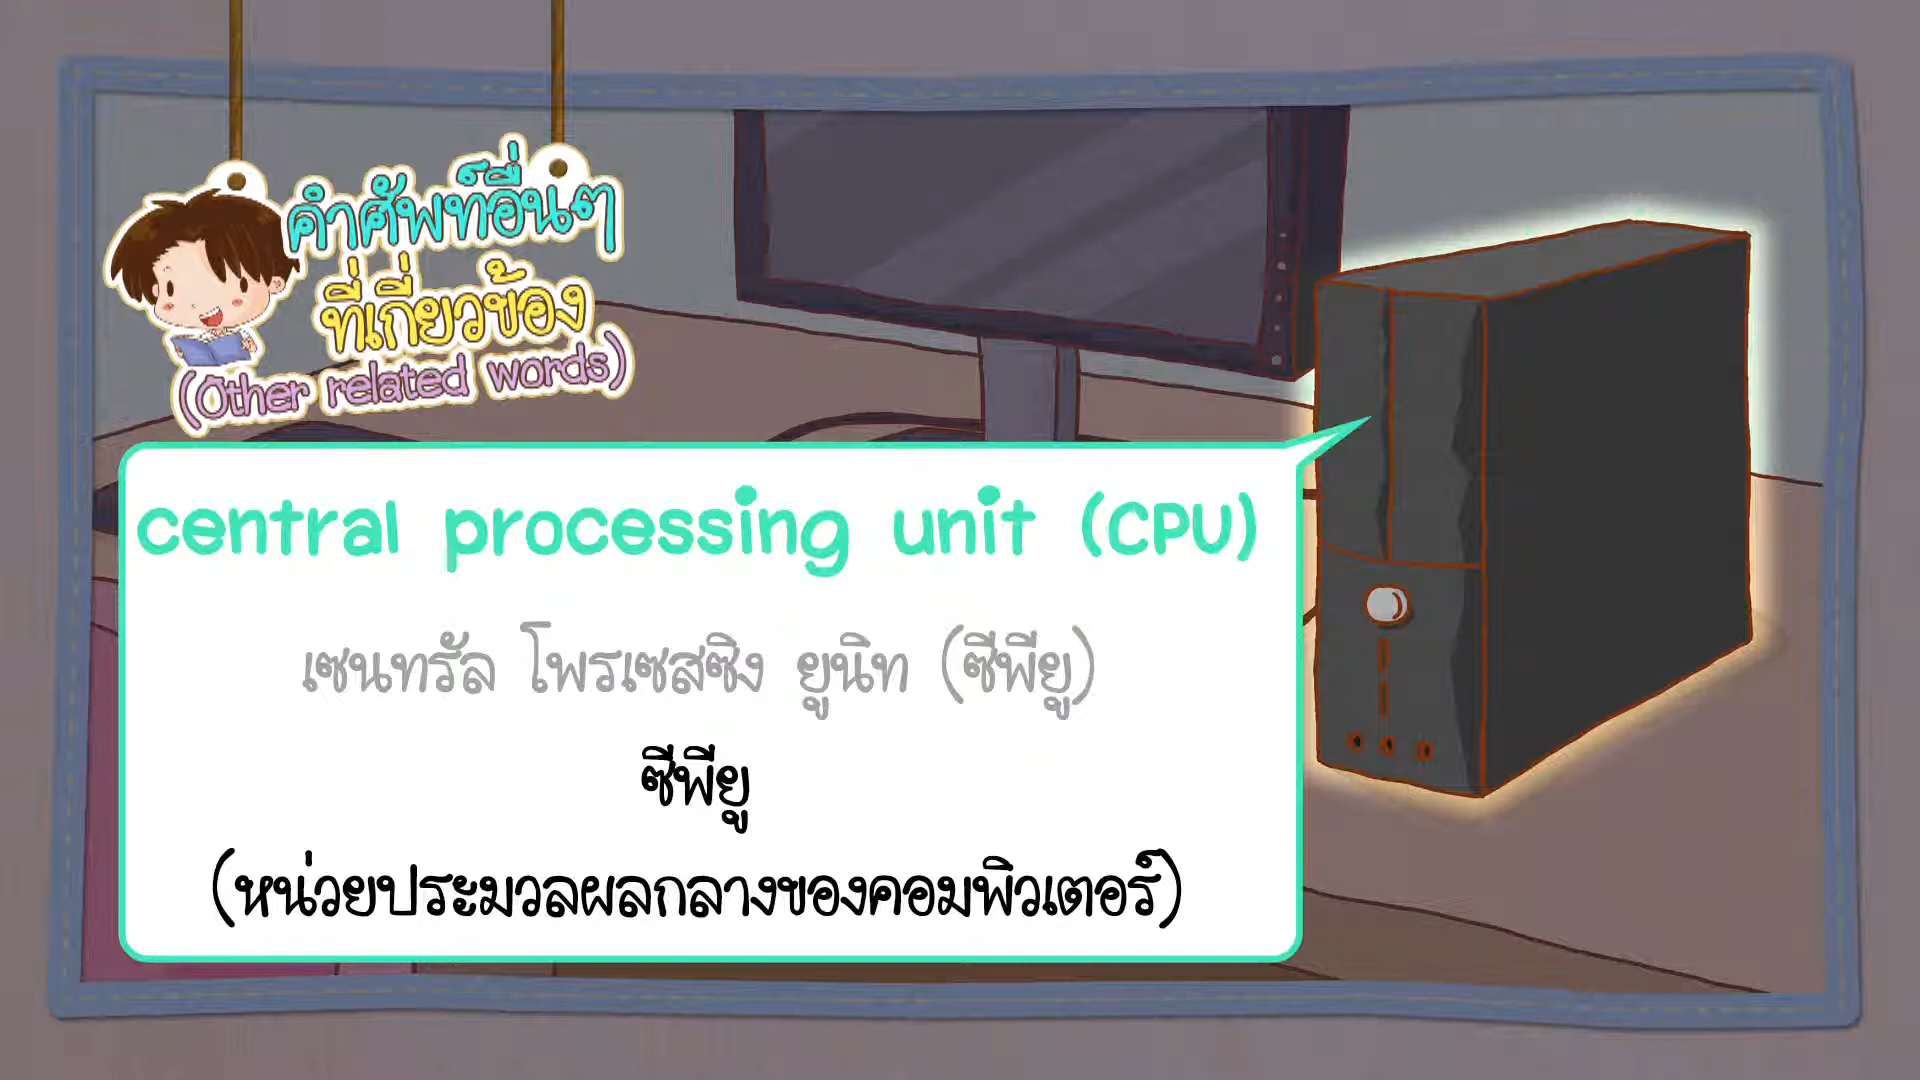 คำศัพท์อื่นๆ
ที่เกี่ยวข้อง
(Other related words)
central processing unit (CPU)
เซนทรัล โพรเซสซิง ยูนิท (ซีพียู)
ซีพียู
(หน่วยประมวลผลกลางของคอมพิวเตอร์)